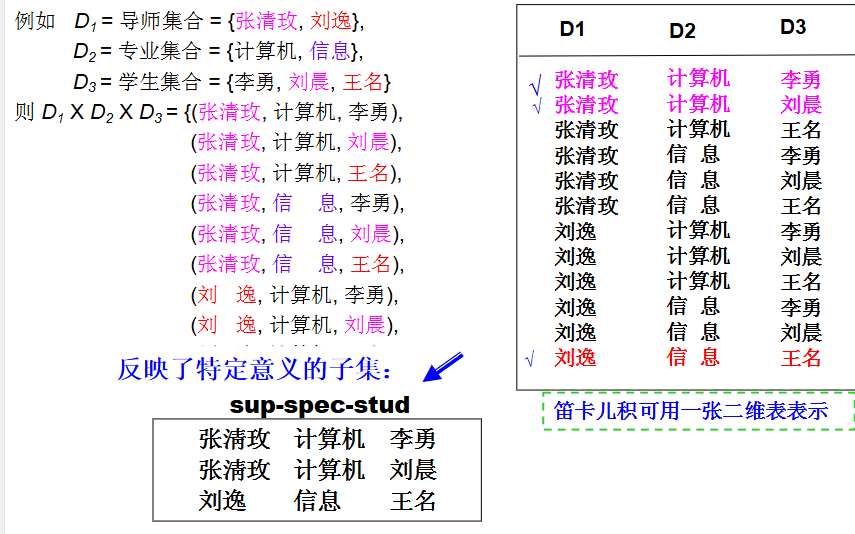 例如 D1 = 导师集合 = {张清玫, 刘逸},
D2 = 专业集合 = {计算机, 信息},
D3 = 学生集合 = {李勇, 刘晨, 王名}
则 D1 X D2 X D3 = {(张清玫, 计算机, 李勇),
(张清玫, 计算机, 刘晨),
(张清玫, 计算机, 王名),
(张清玫, 信 息, 李勇),
(张清玫, 信 息, 刘晨),
(张清玫, 信 息, 王名),
(刘 逸, 计算机, 李勇),
(刘 逸, 计算机, 刘晨),
反映了特定意义的子集：
sup-spec-stud
张清玫 计算机 李勇
张清玫 计算机 刘晨
刘逸 信息 王名
D1 D2 D3
√ 张清玫 计算机 李勇
√ 张清玫 计算机 刘晨
张清玫 计算机 王名
张清玫 信 息 李勇
张清玫 信 息 刘晨
张清玫 信 息 王名
刘逸 计算机 李勇
刘逸 计算机 刘晨
刘逸 计算机 王名
刘逸 信 息 李勇
刘逸 信 息 刘晨
√ 刘逸 信 息 王名
笛卡儿积可用一张二维表表示